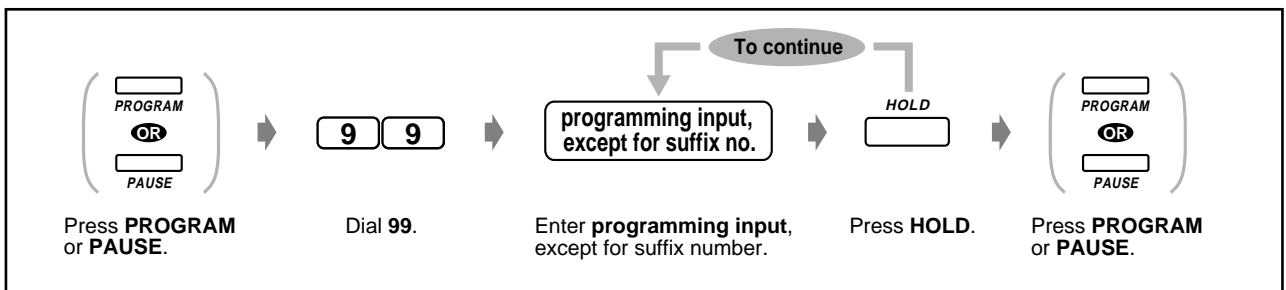 To continue
PROGRAM
OR
PAUSE
9 9
programming input,
except for suffix no.
HOLD
PROGRAM
OR
PAUSE
Press PROGRAM
or PAUSE.
Dial 99.
Enter programming input,
except for suffix number.
Press HOLD.
Press PROGRAM
or PAUSE.